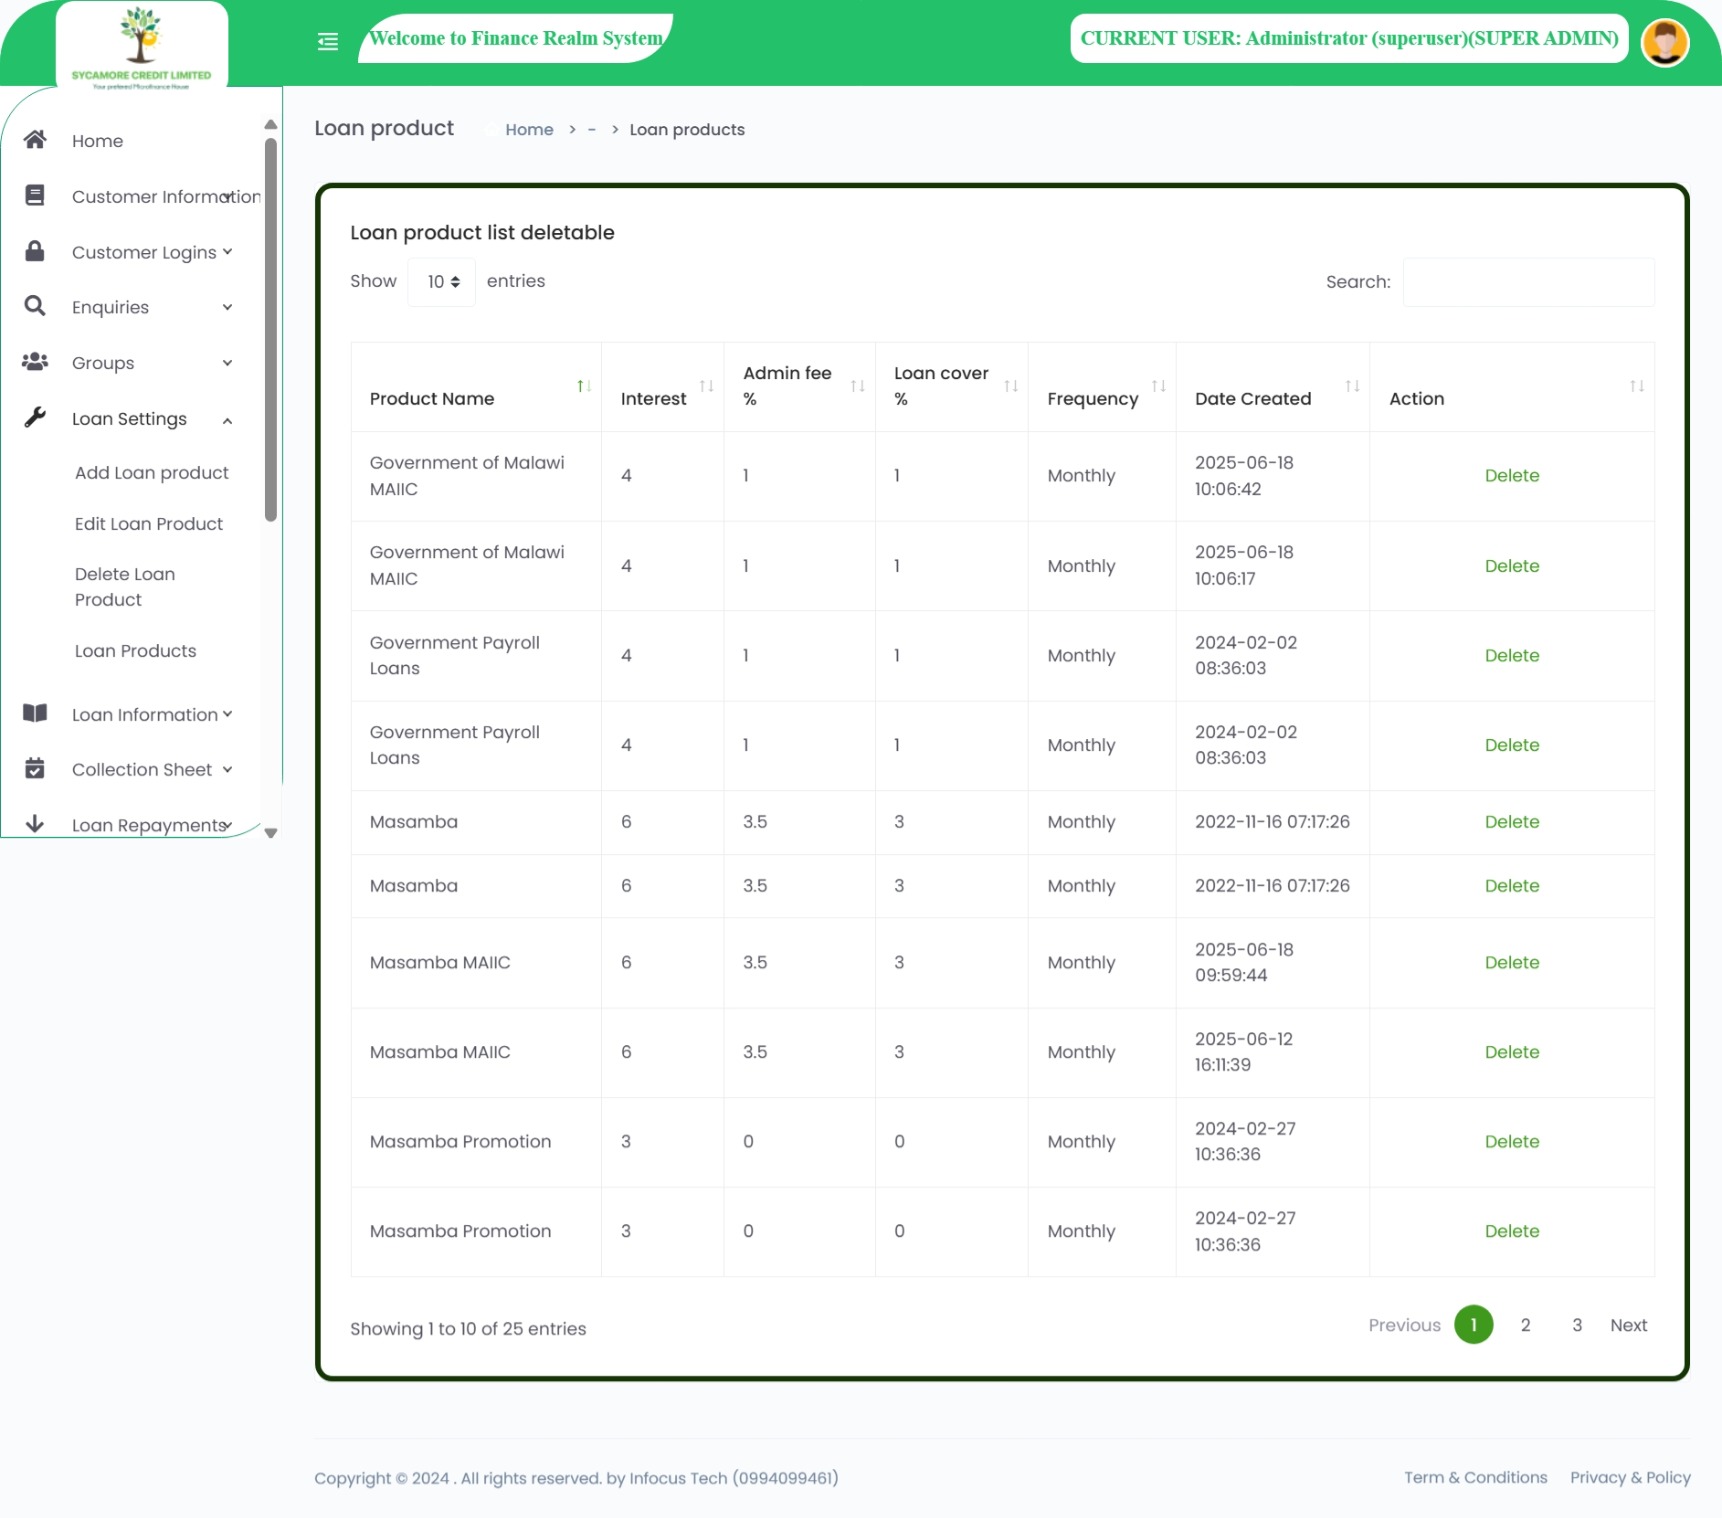 SYCAMORE CREDIT LIMITED
Your prefered Microfinance House
Welcome to Finance Realm System
CURRENT USER: Administrator (superuser)(SUPER ADMIN)
Home
Customer Information
Customer Logins
Enquiries
Groups
Loan Settings
Add Loan product
Edit Loan Product
Delete Loan
Product
Loan Products
Loan Information
Collection Sheet
Loan Repayments
Loan product
Home > - > Loan products
Loan product list deletable
Show 10 entries
Search:
Product Name Interest Admin fee % Loan cover % Frequency Date Created Action
Government of Malawi MAIIC 4 1 1 Monthly 2025-06-18 10:06:42 Delete
Government of Malawi MAIIC 4 1 1 Monthly 2025-06-18 10:06:17 Delete
Government Payroll Loans 4 1 1 Monthly 2024-02-02 08:36:03 Delete
Government Payroll Loans 4 1 1 Monthly 2024-02-02 08:36:03 Delete
Masamba 6 3.5 3 Monthly 2022-11-16 07:17:26 Delete
Masamba 6 3.5 3 Monthly 2022-11-16 07:17:26 Delete
Masamba MAIIC 6 3.5 3 Monthly 2025-06-18 09:59:44 Delete
Masamba MAIIC 6 3.5 3 Monthly 2025-06-12 16:11:39 Delete
Masamba Promotion 3 0 0 Monthly 2024-02-27 10:36:36 Delete
Masamba Promotion 3 0 0 Monthly 2024-02-27 10:36:36 Delete
Showing 1 to 10 of 25 entries
Previous 1 2 3 Next
Copyright © 2024 . All rights reserved. by Infocus Tech (0994099461)
Term & Conditions Privacy & Policy